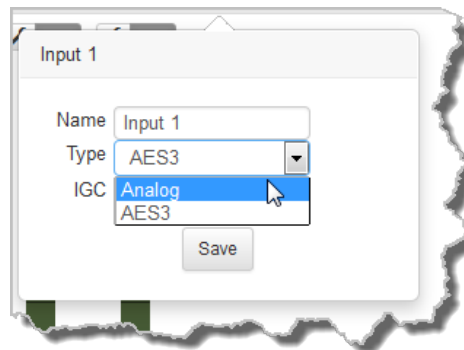 Input 1
Name Input 1
Type AES3
IGC Analog
AES3
Save